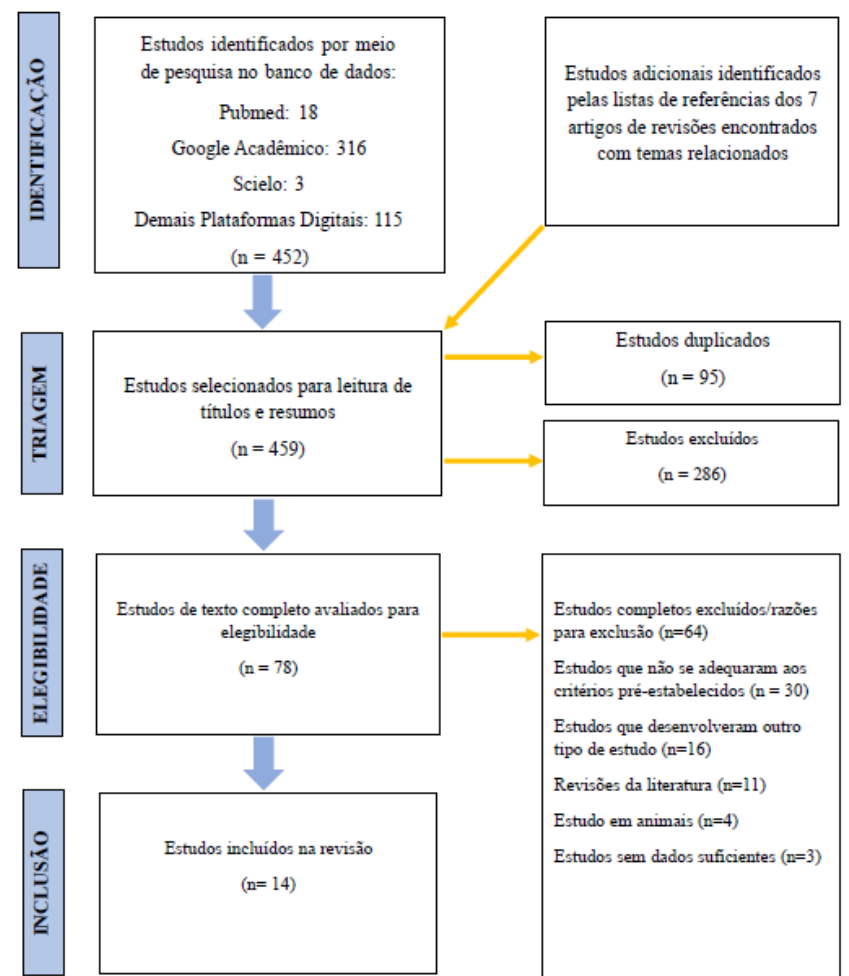 IDENTIFICAÇÃO
Estudos identificados por meio
de pesquisa no banco de dados:
Pubmed: 18
Google Acadêmico: 316
Scielo: 3
Demais Plataformas Digitais: 115
(n = 452)
Estudos adicionais identificados
pelas listas de referências dos 7
artigos de revisões encontrados
com temas relacionados
TRIAGEM
Estudos selecionados para leitura de
títulos e resumos
(n = 459)
Estudos duplicados
(n = 95)
Estudos excluídos
(n = 286)
ELEGIBILIDADE
Estudos de texto completo avaliados para
elegibilidade
(n = 78)
Estudos completos excluídos/razões
para exclusão (n=64)
Estudos que não se adequaram aos
critérios pré-estabelecidos (n = 30)
Estudos que desenvolveram outro
tipo de estudo (n=16)
Revisões da literatura (n=11)
Estudo em animais (n=4)
Estudos sem dados suficientes (n=3)
INCLUSÃO
Estudos incluídos na revisão
(n= 14)